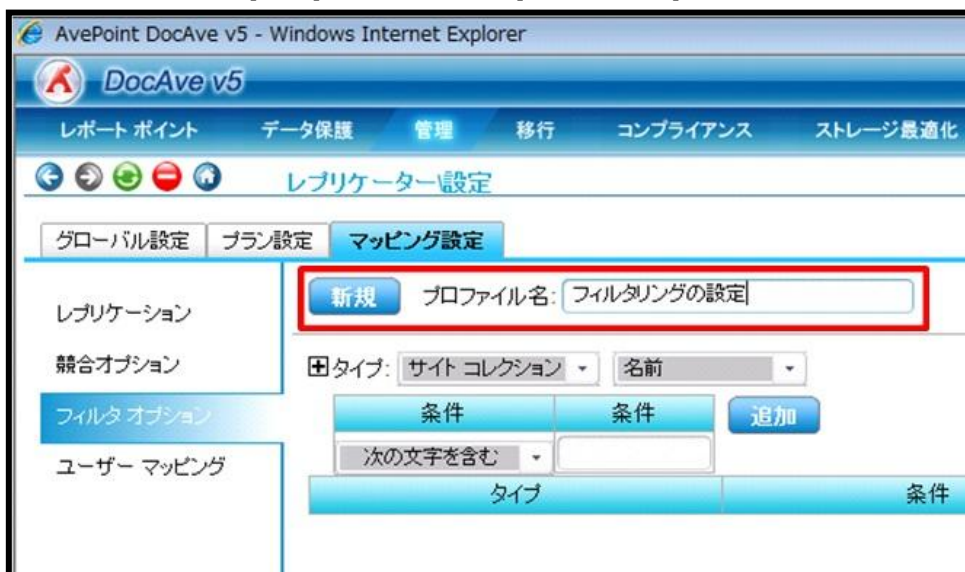 AvePoint DocAve v5 - Windows Internet Explorer
DocAve v5
レポート ポイント データ保護 管理 移行 コンプライアンス ストレージ最適化
レプリケーター\設定
グローバル設定 プラン設定 マッピング設定
新規 プロファイル名: フィルタリングの設定
レプリケーション
競合オプション
フィルタ オプション
ユーザー マッピング
タイプ: サイト コレクション 名前
条件 条件 追加
次の文字を含む
タイプ 条件